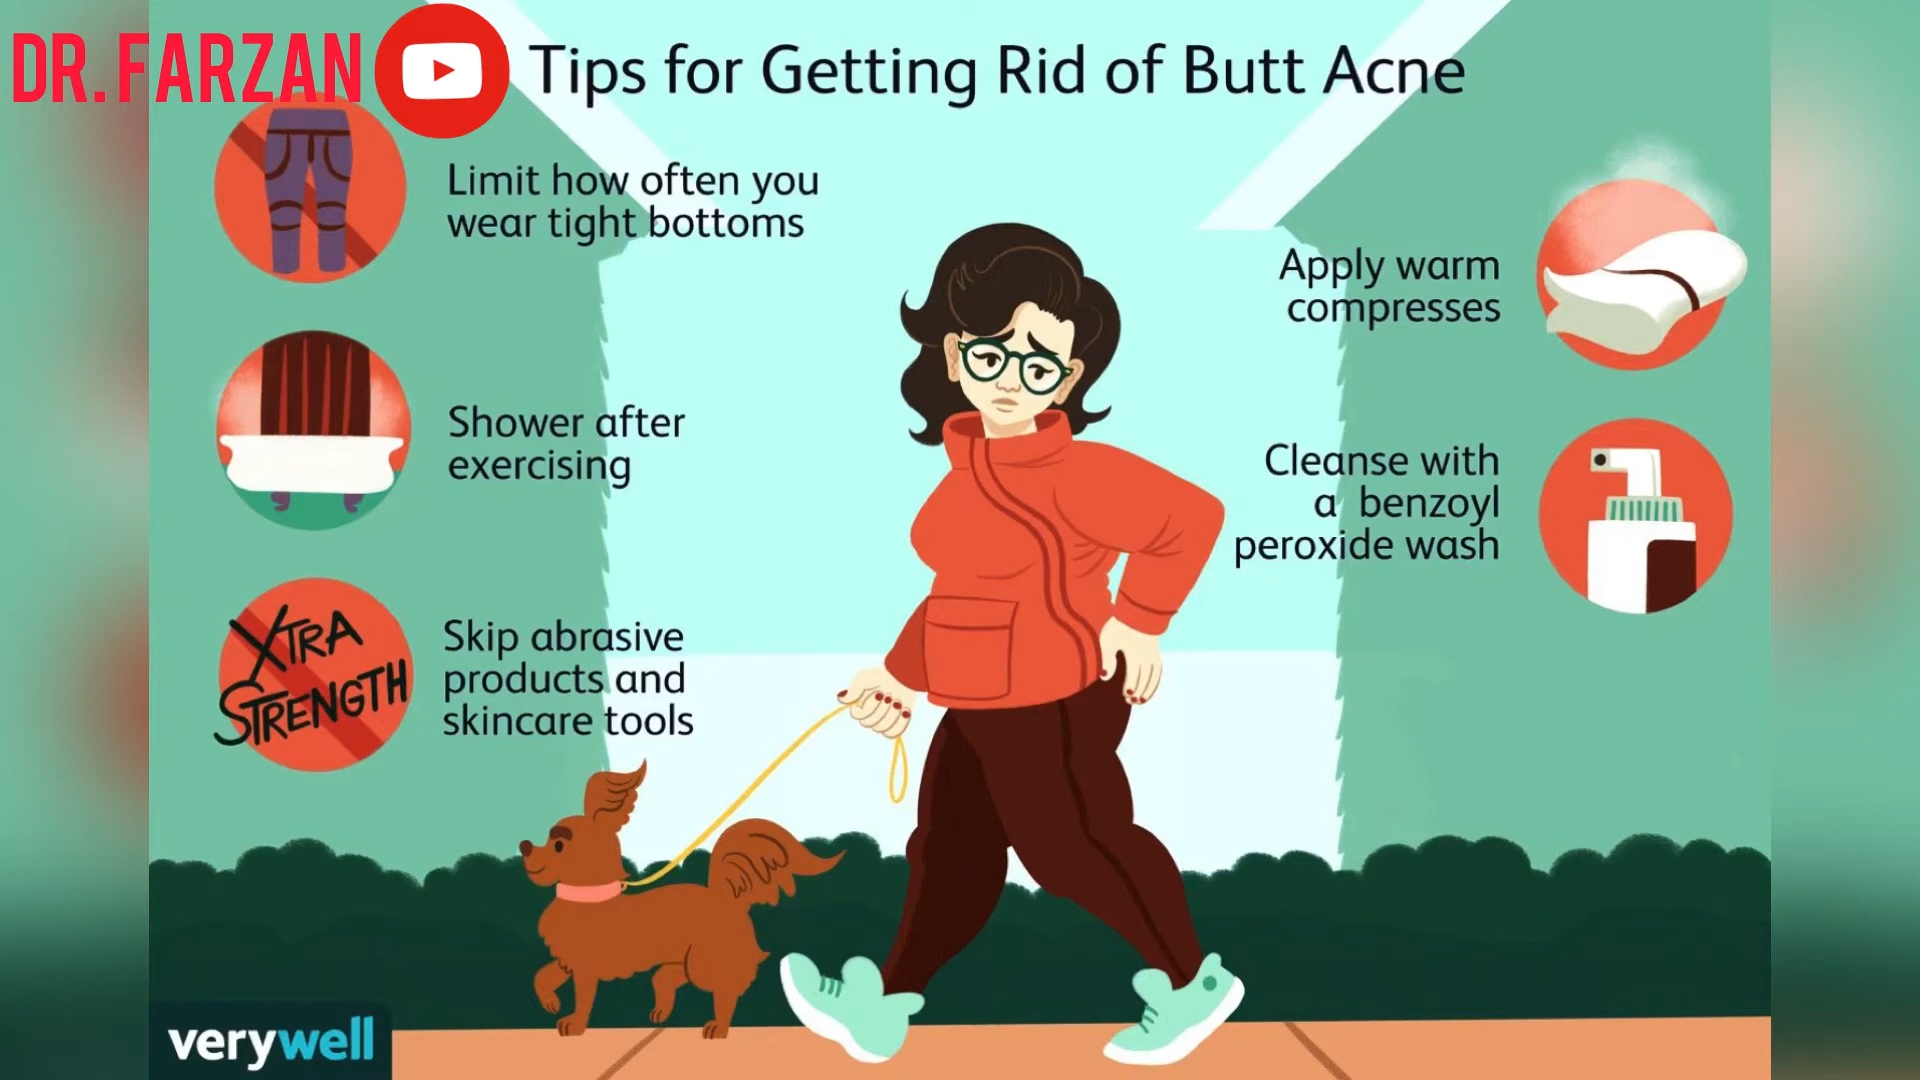 DR.FARZAN
Tips for Getting Rid of Butt Acne
Limit how often you
wear tight bottoms
Shower after
exercising
XTRA
STRENGTH
Skip abrasive
products and
skincare tools
Apply warm
compresses
Cleanse with
a benzoyl
peroxide wash
verywell